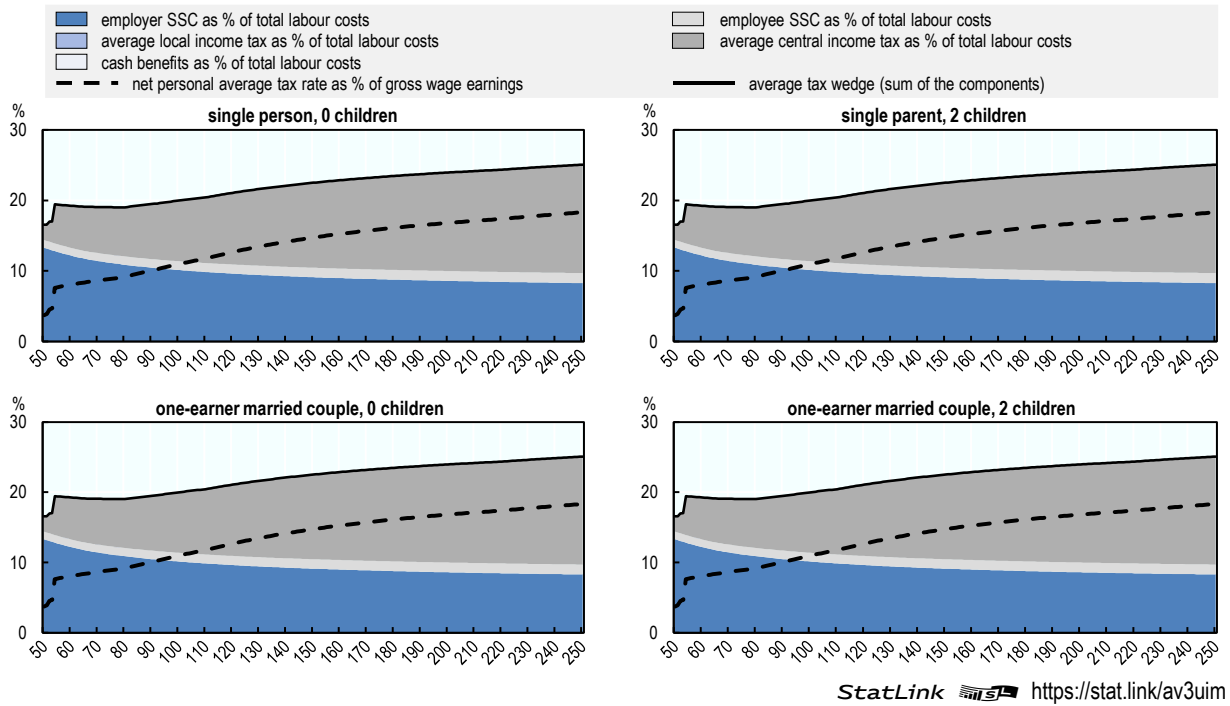 employer SSC as % of total labour costs
employee SSC as % of total labour costs
average local income tax as % of total labour costs
average central income tax as % of total labour costs
cash benefits as % of total labour costs
net personal average tax rate as % of gross wage earnings
average tax wedge (sum of the components)
%
single person, 0 children
30
20
10
0
50 60 70 80 90 100 110 120 130 140 150 160 170 180 190 200 210 220 230 240 250
%
single parent, 2 children
30
20
10
0
50 60 70 80 90 100 110 120 130 140 150 160 170 180 190 200 210 220 230 240 250
%
one-earner married couple, 0 children
30
20
10
0
50 60 70 80 90 100 110 120 130 140 150 160 170 180 190 200 210 220 230 240 250
%
one-earner married couple, 2 children
30
20
10
0
50 60 70 80 90 100 110 120 130 140 150 160 170 180 190 200 210 220 230 240 250
StatLink https://stat.link/av3uim